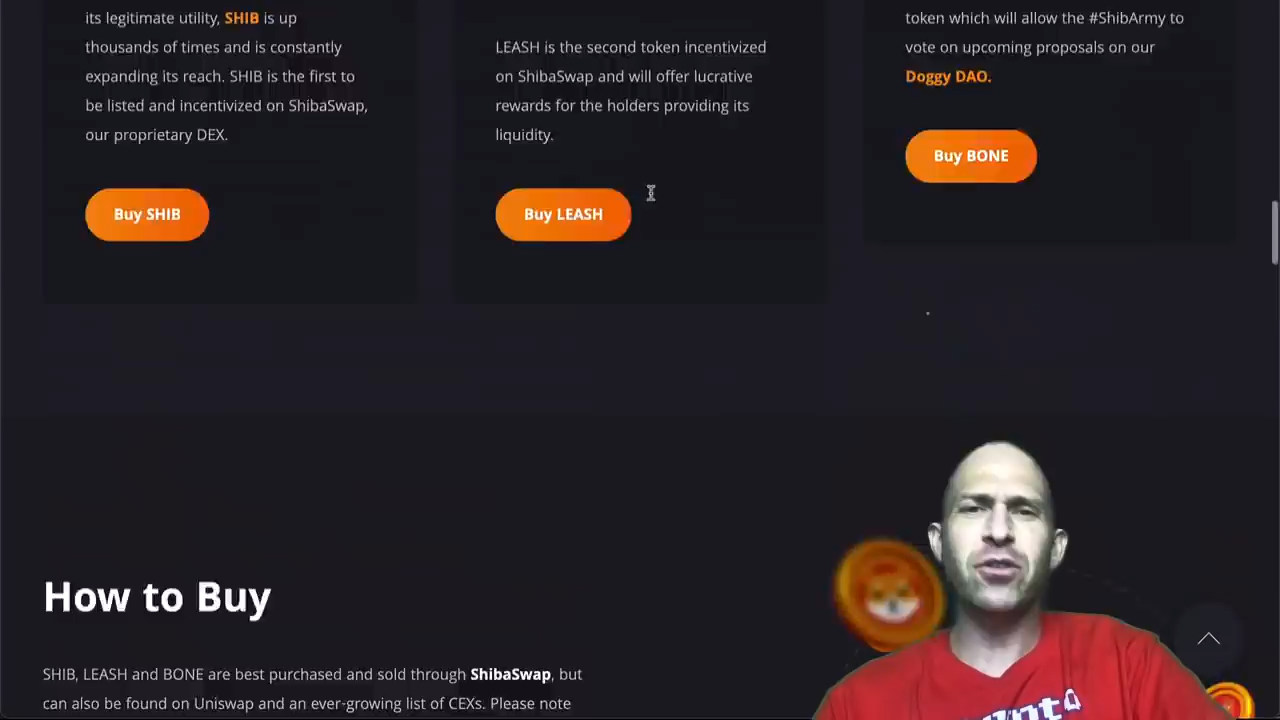 its legitimate utility, SHIB is up
thousands of times and is constantly
expanding its reach. SHIB is the first to
be listed and incentivized on ShibaSwap,
our proprietary DEX.
Buy SHIB
LEASH is the second token incentivized
on ShibaSwap and will offer lucrative
rewards for the holders providing its
liquidity.
Buy LEASH
token which will allow the #ShibArmy to
vote on upcoming proposals on our
Doggy DAO.
Buy BONE
How to Buy
SHIB, LEASH and BONE are best purchased and sold through ShibaSwap, but
can also be found on Uniswap and an ever-growing list of CEXs. Please note